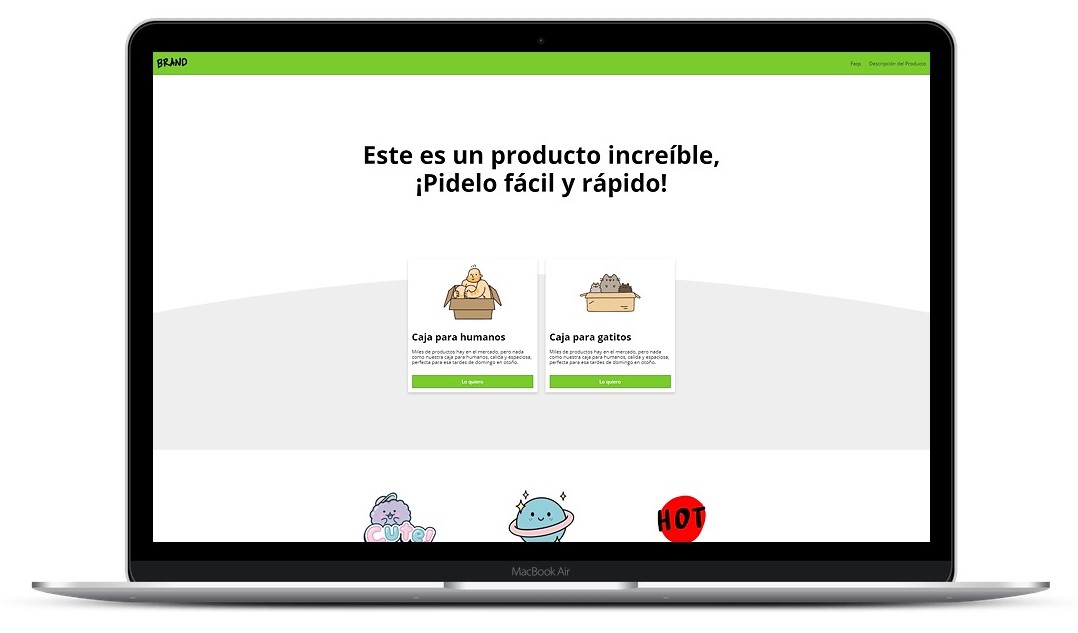 BRAND
Faqs Descripción del Producto
Este es un producto increíble,
¡Pidelo fácil y rápido!
Caja para humanos
Miles de productos hay en el mercado, pero nada
como nuestra caja para humanos, calida y espaciosa,
perfecta para esa tardes de domingo en otoño.
Lo quiero
Caja para gatitos
Miles de productos hay en el mercado, pero nada
como nuestra caja para humanos, calida y espaciosa,
perfecta para esa tardes de domingo en otoño.
Lo quiero
Cute!
HOT
MacBook Air